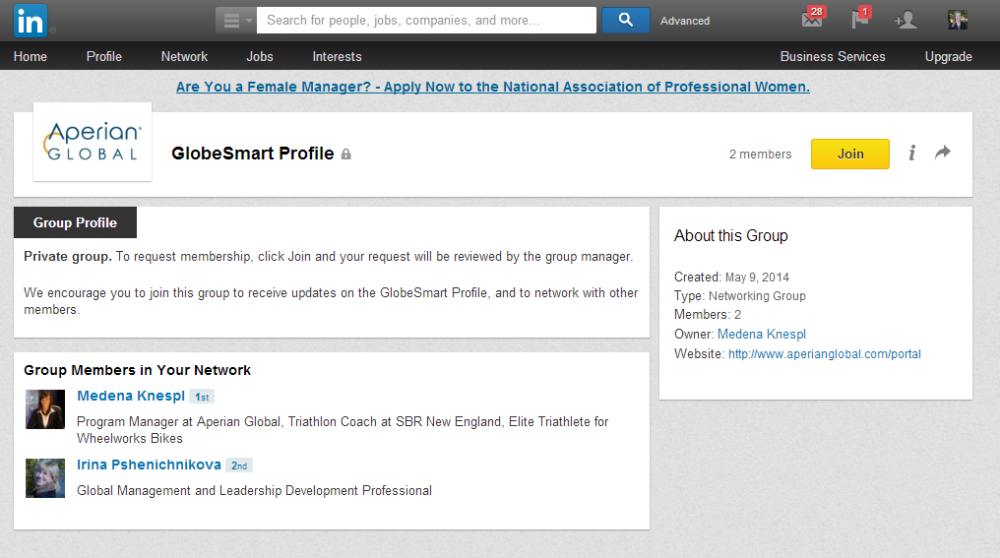 in
Search for people, jobs, companies, and more...
Advanced
28
1
Home Profile Network Jobs Interests Business Services Upgrade
Are You a Female Manager? - Apply Now to the National Association of Professional Women.
Aperian
GLOBAL
GlobeSmart Profile
2 members
Join
i
Group Profile
Private group. To request membership, click Join and your request will be reviewed by the group manager.
We encourage you to join this group to receive updates on the GlobeSmart Profile, and to network with other
members.
Group Members in Your Network
Medena Knespl 1st
Program Manager at Aperian Global, Triathlon Coach at SBR New England, Elite Triathlete for
Wheelworks Bikes
Irina Pshenichnikova 2nd
Global Management and Leadership Development Professional
About this Group
Created: May 9, 2014
Type: Networking Group
Members: 2
Owner: Medena Knespl
Website: http://www.aperianglobal.com/portal